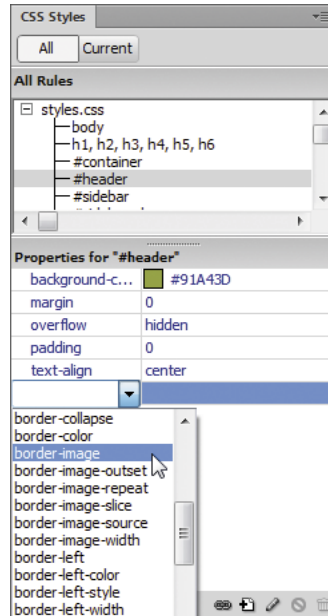 CSS Styles
All Current
All Rules
styles.css
body
h1, h2, h3, h4, h5, h6
#container
#header
#sidebar
Properties for "#header"
background-c... #91A43D
margin 0
overflow hidden
padding 0
text-align center
border-collapse
border-color
border-image
border-image-outset
border-image-repeat
border-image-slice
border-image-source
border-image-width
border-left
border-left-color
border-left-style
border-left-width